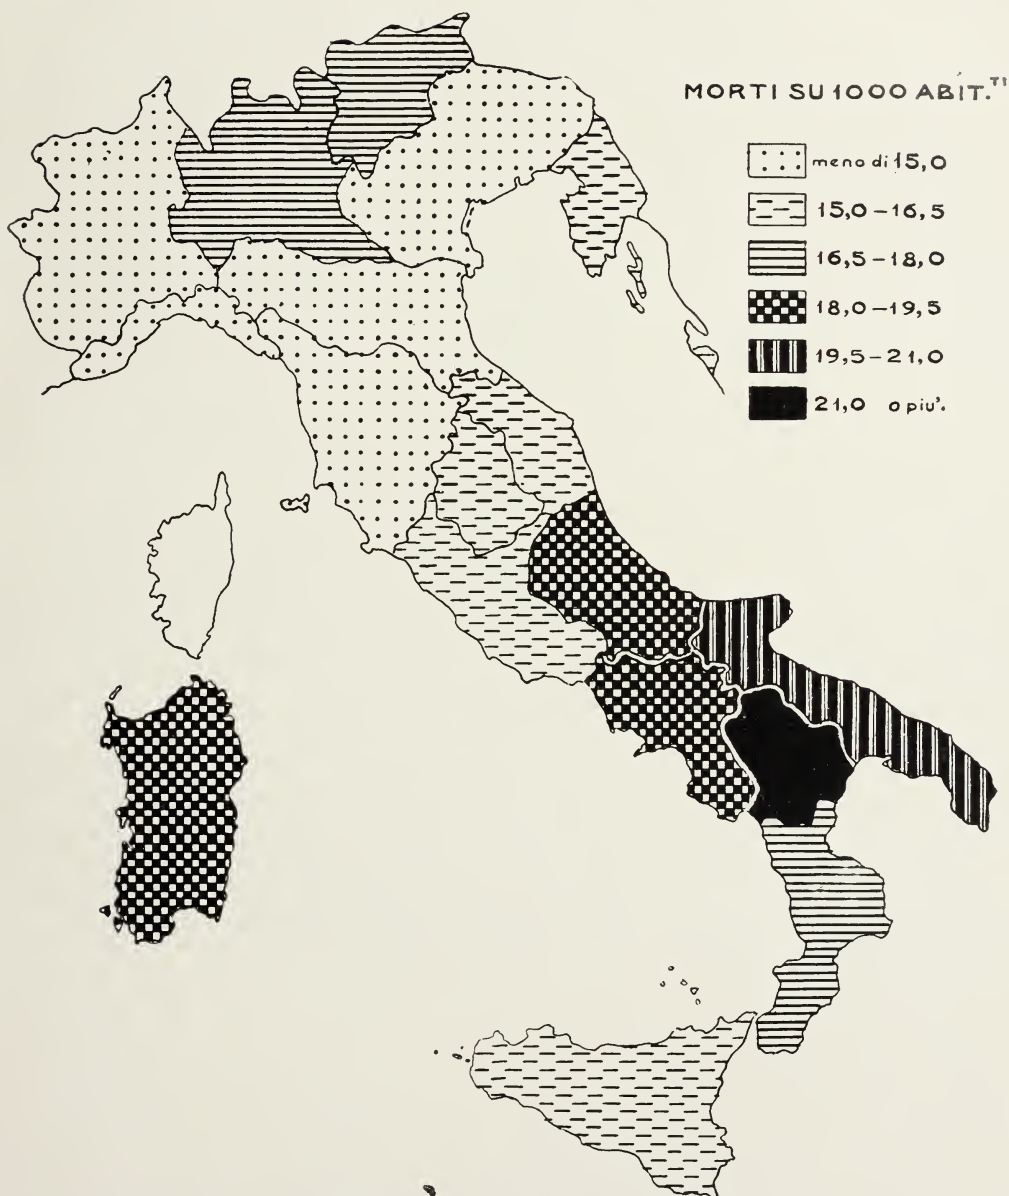 MORTI SU 1000 ABIT.TI
meno di 15,0
15,0-16,5
16,5-18,0
18,0-19,5
19,5-21,0
21,0 o piu'.